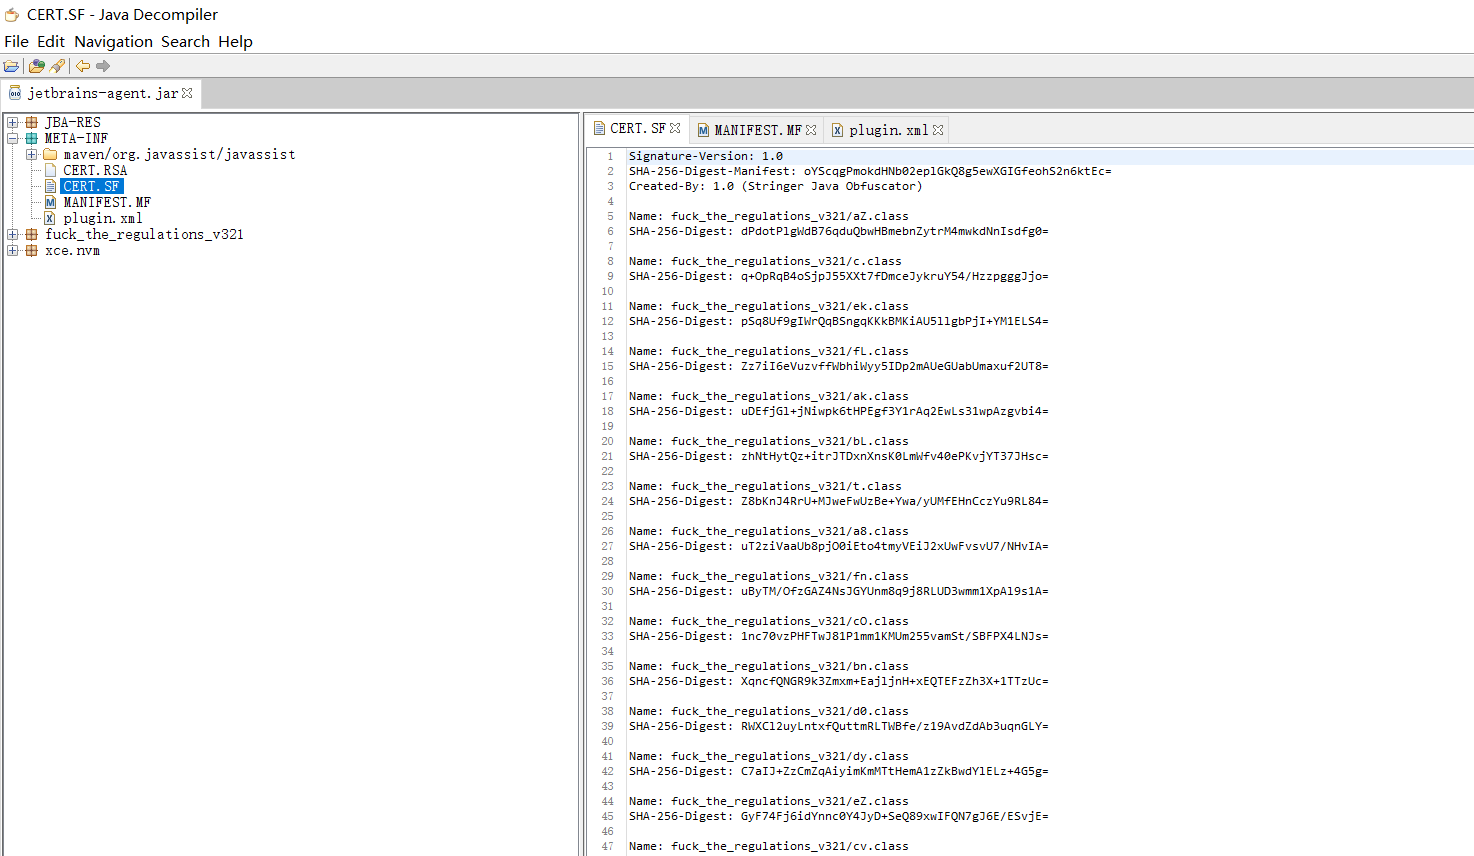 CERT.SF - Java Decompiler
File Edit Navigation Search Help
jetbrains-agent.jar
JBA-RES
META-INF
maven/org.javassist/javassist
CERT.RSA
CERT.SF
MANIFEST.MF
plugin.xml
fuck_the_regulations_v321
xce.nvm
CERT.SF MANIFEST.MF plugin.xml
1 Signature-Version: 1.0
2 SHA-256-Digest-Manifest: oYScqgPmokdHNb02eplGkQ8g5ewXGIGfeohS2n6ktEc=
3 Created-By: 1.0 (Stringer Java Obfuscator)
4
5 Name: fuck_the_regulations_v321/aZ.class
6 SHA-256-Digest: dPdotPlgWdB76qduQbwHBmebnZytrM4mwkdNnIsdfg0=
7
8 Name: fuck_the_regulations_v321/c.class
9 SHA-256-Digest: q+OpRqB4oSjpJ55XXt7fDmceJykruY54/HzzpgggJjo=
10
11 Name: fuck_the_regulations_v321/ek.class
12 SHA-256-Digest: pSq8Uf9gIWrQqBSngqKKkBMKiAU5llgbPjI+YM1ELS4=
13
14 Name: fuck_the_regulations_v321/fL.class
15 SHA-256-Digest: Zz7iI6eVuzvffWbhiWyy5IDp2mAUeGUabUmaxuf2UT8=
16
17 Name: fuck_the_regulations_v321/ak.class
18 SHA-256-Digest: uDEfjGl+jNiwpk6tHPEgf3Y1rAq2EwLs31wpAzgvbi4=
19
20 Name: fuck_the_regulations_v321/bL.class
21 SHA-256-Digest: zhNtHytQz+itrJTDxnXnsK0LmWfv40ePKvjYT37JHsc=
22
23 Name: fuck_the_regulations_v321/t.class
24 SHA-256-Digest: Z8bKnJ4RrU+MJweFwUzBe+Ywa/yUMfEHnCczYu9RL84=
25
26 Name: fuck_the_regulations_v321/a8.class
27 SHA-256-Digest: uT2ziVaaUb8pjO0iEto4tmyVEiJ2xUwFvsvU7/NHvIA=
28
29 Name: fuck_the_regulations_v321/fn.class
30 SHA-256-Digest: uByTM/OfzGAZ4NsJGYUnm8q9j8RLUD3wmm1XpAl9s1A=
31
32 Name: fuck_the_regulations_v321/cO.class
33 SHA-256-Digest: 1nc70vzPHFTwJ81P1mm1KMUm255vamSt/SBFPX4LNJs=
34
35 Name: fuck_the_regulations_v321/bn.class
36 SHA-256-Digest: XqncfQNGR9k3Zmxm+EajljnH+xEQTEFzZh3X+1TTzUc=
37
38 Name: fuck_the_regulations_v321/d0.class
39 SHA-256-Digest: RWXCl2uyLntxfQuttmRLTWBfe/z19AvdZdAb3uqnGLY=
40
41 Name: fuck_the_regulations_v321/dy.class
42 SHA-256-Digest: C7aIJ+ZzCmZqAiyimKmMTtHemA1zZkBwdYlELz+4G5g=
43
44 Name: fuck_the_regulations_v321/eZ.class
45 SHA-256-Digest: GyF74Fj6idYnnc0Y4JyD+SeQ89xwIFQN7gJ6E/ESvjE=
46
47 Name: fuck_the_regulations_v321/cv.class